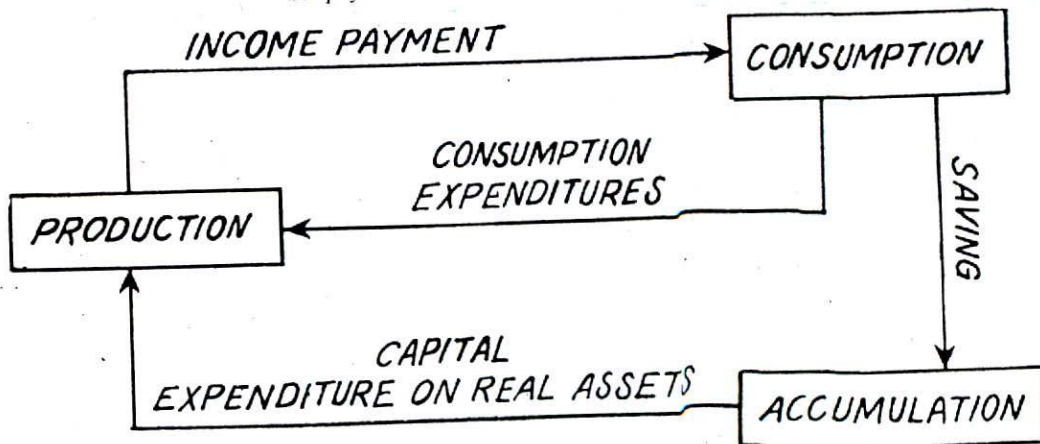 INCOME PAYMENT
CONSUMPTION
CONSUMPTION
EXPENDITURES
SAVING
PRODUCTION
CAPITAL
EXPENDITURE ON REAL ASSETS
ACCUMULATION